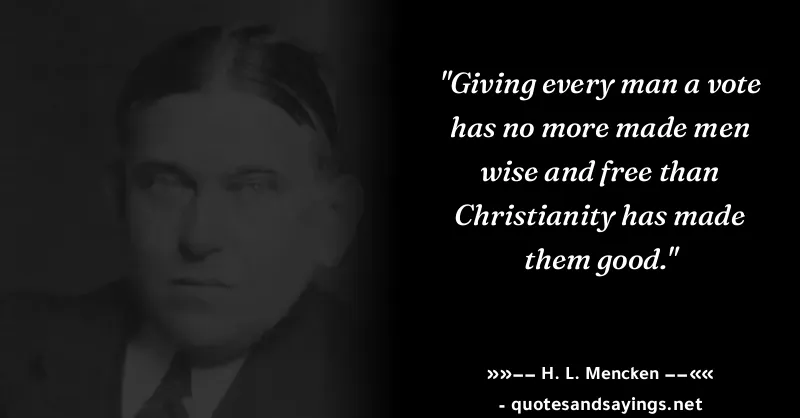 "Giving every man a vote
has no more made men
wise and free than
Christianity has made
them good."
»»−− H. L. Mencken −−««
- quotesandsayings.net